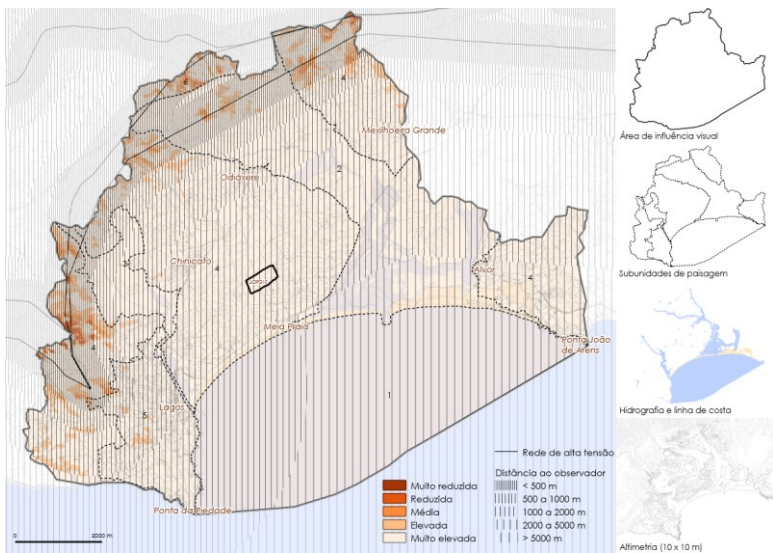 6
4
Mexilhoeira Grande
2
Odiáxere
3
Chinicato
4
Alvor
4
Meia Praia
Ponta João
de Arens
4
5
Lagos
1
Ponta da Piedade
0
2000 m
Rede de alta tensão
Distância ao observador
Muito reduzida
< 500 m
Reduzida
500 a 1000 m
Média
1000 a 2000 m
Elevada
2000 a 5000 m
Muito elevada
> 5000 m
Área de influência visual
Subunidades de paisagem
Hidrografia e linha de costa
Altimetria (10 x 10 m)